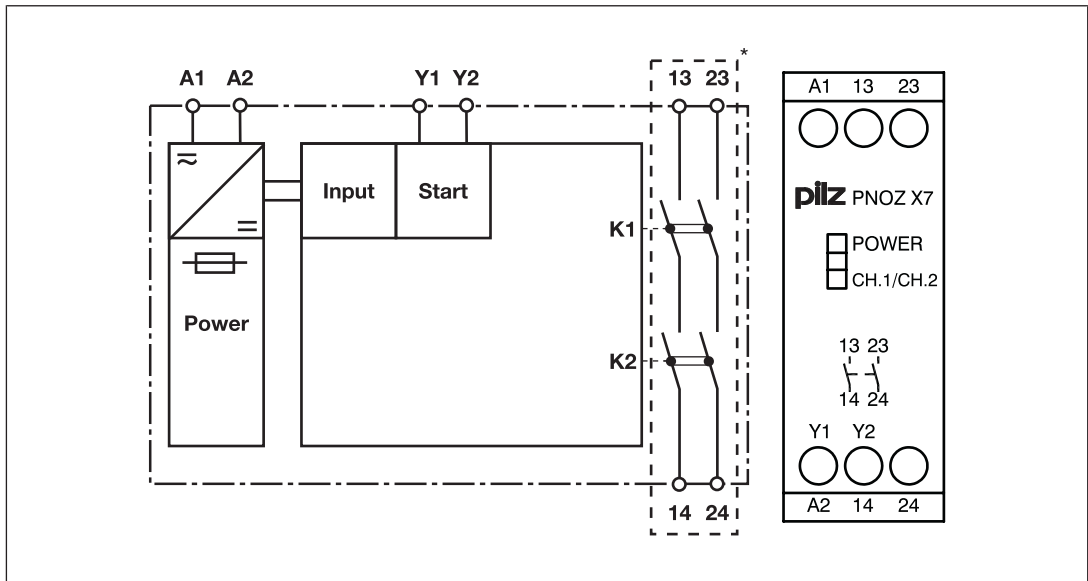 A1 A2 Y1 Y2 13 23 *
Input Start
K1
Power
K2
14 24
A1 13 23
pilz PNOZ X7
POWER
CH.1/CH.2
13 23
14 24
Y1 Y2
A2 14 24